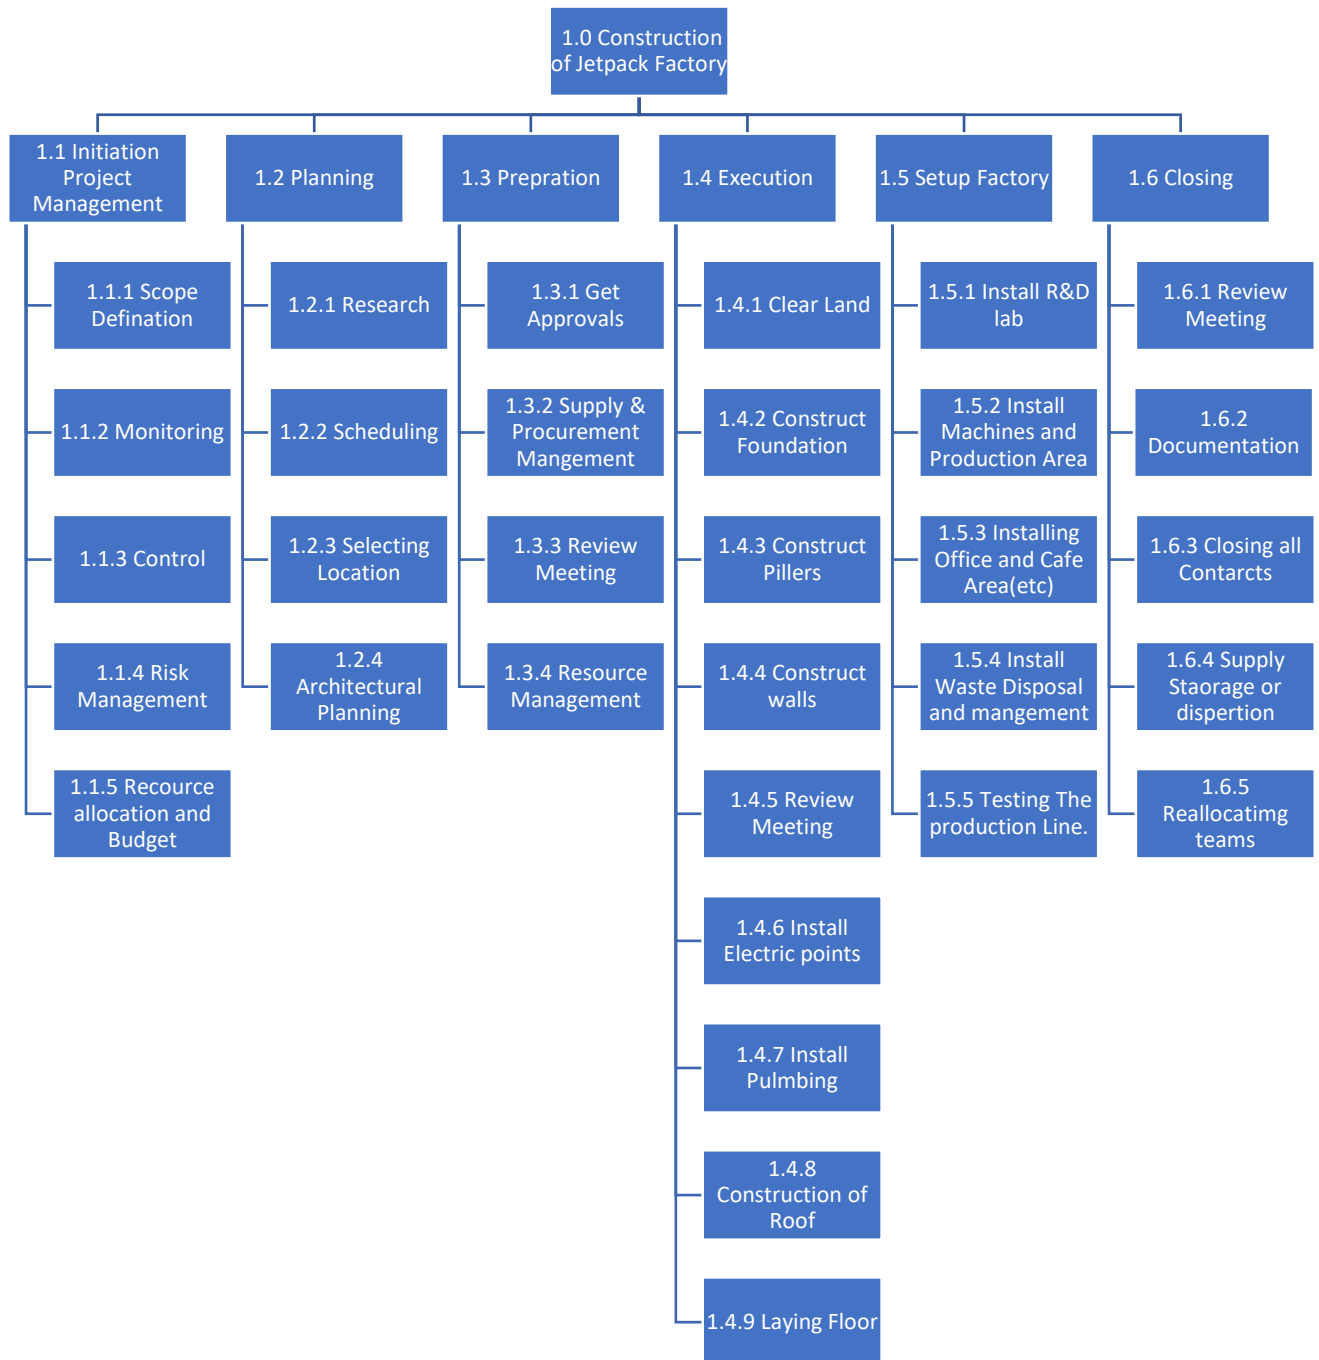 1.0 Construction
of Jetpack Factory
1.1 Initiation
Project
Management
1.1.1 Scope
Defination
1.1.2 Monitoring
1.1.3 Control
1.1.4 Risk
Management
1.1.5 Recource
allocation and
Budget
1.2 Planning
1.2.1 Research
1.2.2 Scheduling
1.2.3 Selecting
Location
1.2.4
Architectural
Planning
1.3 Prepration
1.3.1 Get
Approvals
1.3.2 Supply &
Procurement
Mangement
1.3.3 Review
Meeting
1.3.4 Resource
Management
1.4 Execution
1.4.1 Clear Land
1.4.2 Construct
Foundation
1.4.3 Construct
Pillers
1.4.4 Construct
walls
1.4.5 Review
Meeting
1.4.6 Install
Electric points
1.4.7 Install
Pulmbing
1.4.8
Construction of
Roof
1.4.9 Laying Floor
1.5 Setup Factory
1.5.1 Install R&D
lab
1.5.2 Install
Machines and
Production Area
1.5.3 Installing
Office and Cafe
Area(etc)
1.5.4 Install
Waste Disposal
and mangement
1.5.5 Testing The
production Line.
1.6 Closing
1.6.1 Review
Meeting
1.6.2
Documentation
1.6.3 Closing all
Contarcts
1.6.4 Supply
Staorage or
dispertion
1.6.5
Reallocatimg
teams